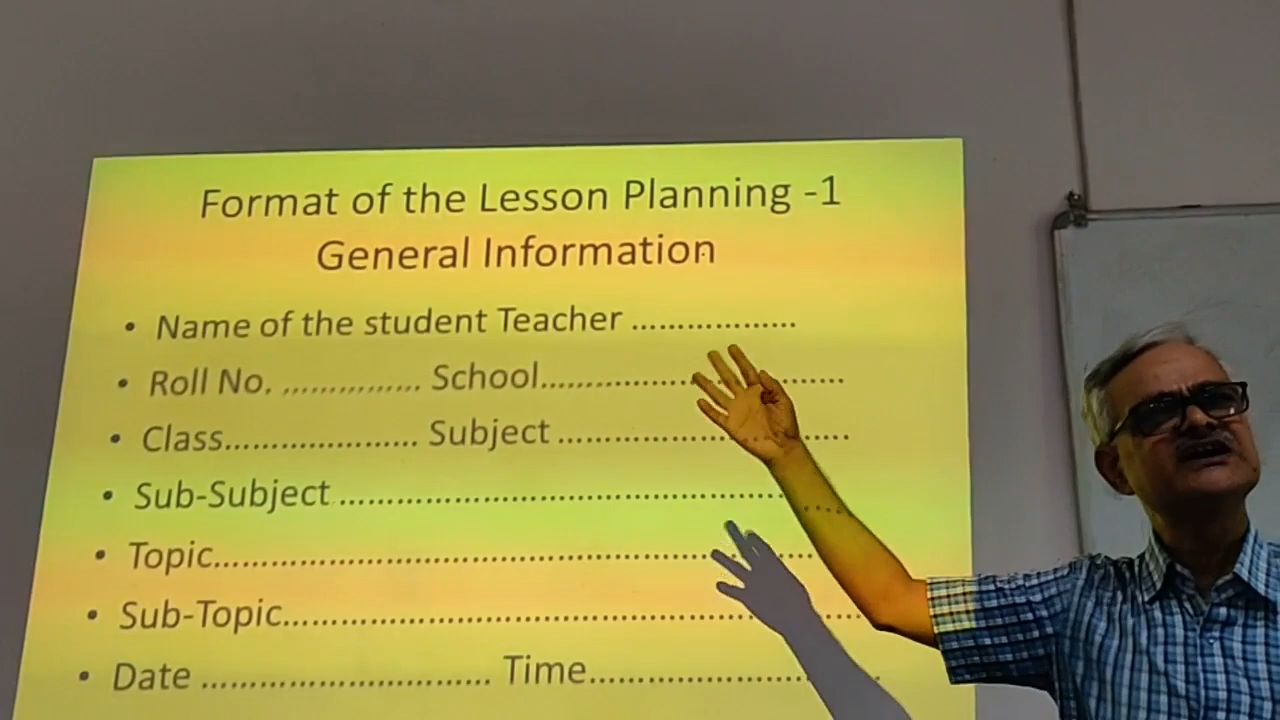 Format of the Lesson Planning -1
General Information
• Name of the student Teacher ..................
• Roll No. ............... School.................................
• Class..................... Subject ...............................
• Sub-Subject .....................................................
• Topic................................................................
• Sub-Topic............................................................
• Date .............................. Time..............................